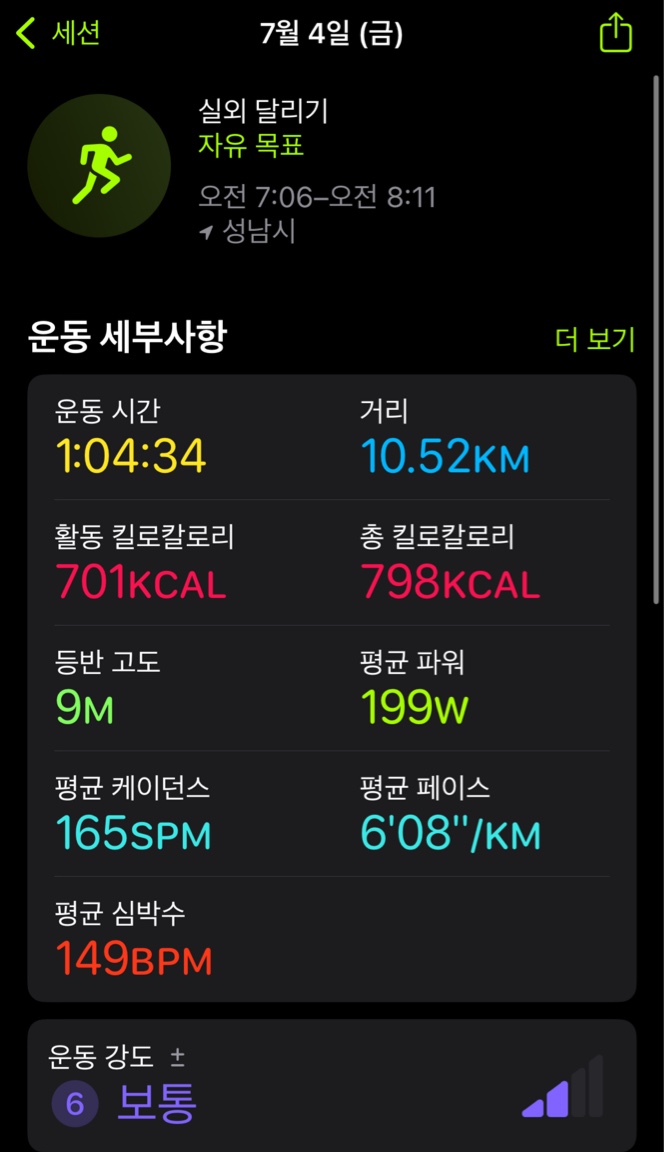 세션
7월 4일 (금)
실외 달리기
자유 목표
오전 7:06–오전 8:11
성남시
운동 세부사항
더 보기
운동 시간
거리
1:04:34
10.52KM
활동 킬로칼로리
총 킬로칼로리
701KCAL
798KCAL
등반 고도
평균 파워
9M
199W
평균 케이던스
평균 페이스
165SPM
6'08"/KM
평균 심박수
149BPM
운동 강도 ±
6 보통